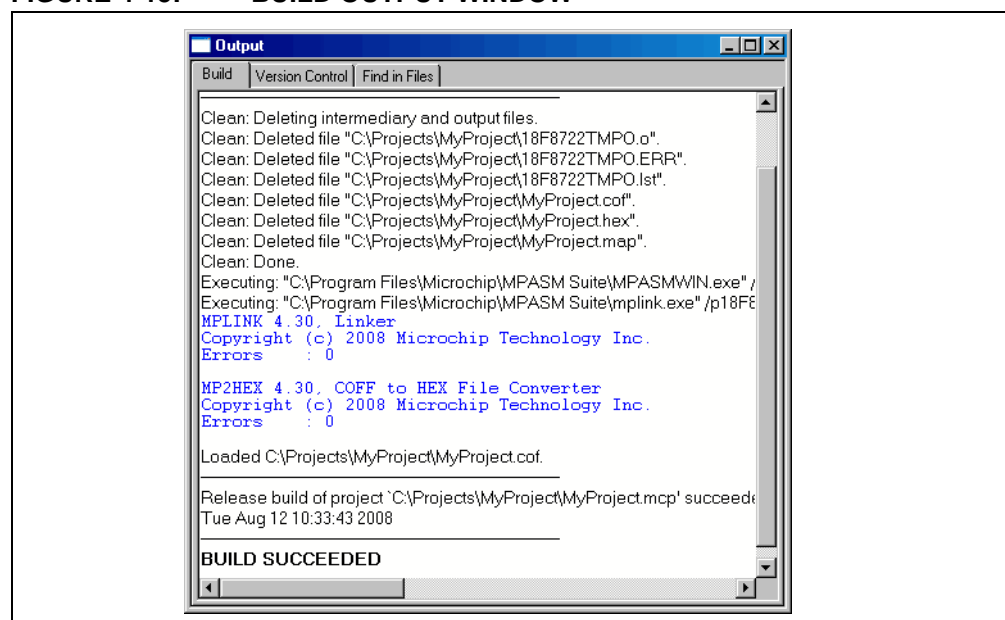 Output
Build Version Control Find in Files
Clean: Deleting intermediary and output files.
Clean: Deleted file "C:\Projects\MyProject\18F8722TMPO.o".
Clean: Deleted file "C:\Projects\MyProject\18F8722TMPO.ERR".
Clean: Deleted file "C:\Projects\MyProject\18F8722TMPO.lst".
Clean: Deleted file "C:\Projects\MyProject\MyProject.cof".
Clean: Deleted file "C:\Projects\MyProject\MyProject.hex".
Clean: Deleted file "C:\Projects\MyProject\MyProject.map".
Clean: Done.
Executing: "C:\Program Files\Microchip\MPASM Suite\MPASMWIN.exe" /
Executing: "C:\Program Files\Microchip\MPASM Suite\mplink.exe" /p18F8
MPLINK 4.30, Linker
Copyright (c) 2008 Microchip Technology Inc.
Errors : 0
MP2HEX 4.30, COFF to HEX File Converter
Copyright (c) 2008 Microchip Technology Inc.
Errors : 0
Loaded C:\Projects\MyProject\MyProject.cof.
Release build of project `C:\Projects\MyProject\MyProject.mcp' succeede
Tue Aug 12 10:33:43 2008
BUILD SUCCEEDED